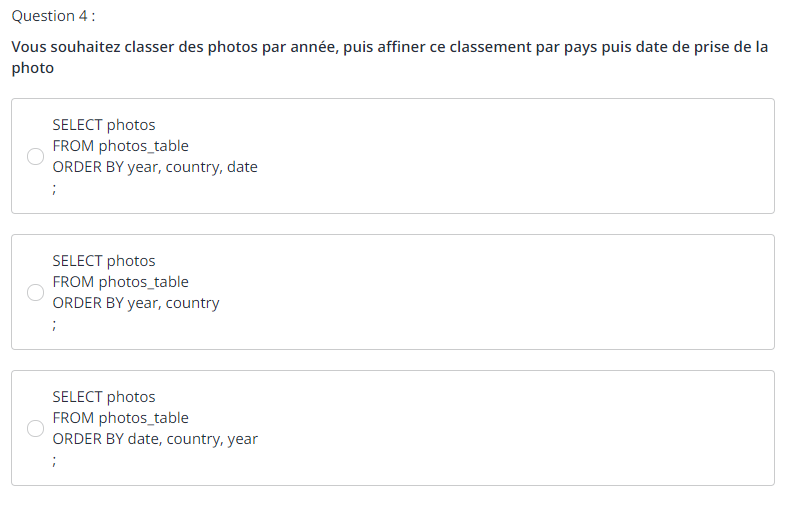 Question 4 :
Vous souhaitez classer des photos par année, puis affiner ce classement par pays puis date de prise de la
photo
SELECT photos
FROM photos_table
ORDER BY year, country, date
;
SELECT photos
FROM photos_table
ORDER BY year, country
;
SELECT photos
FROM photos_table
ORDER BY date, country, year
;